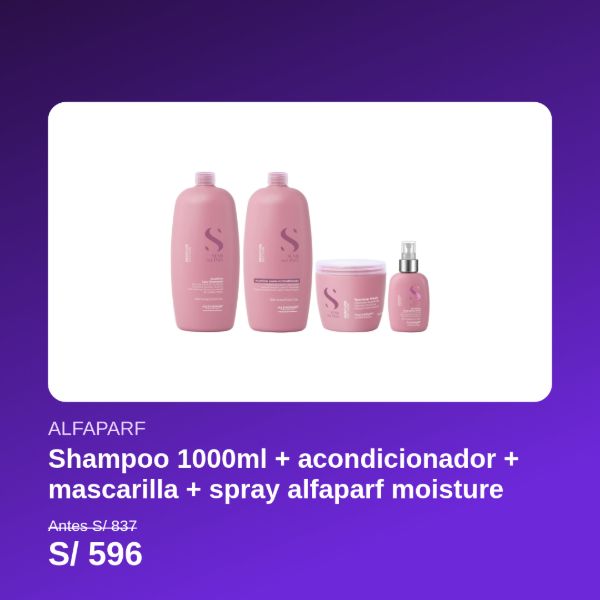 ALFAPARF
Shampoo 1000ml + acondicionador +
mascarilla + spray alfaparf moisture
Antes S/ 837
S/ 596